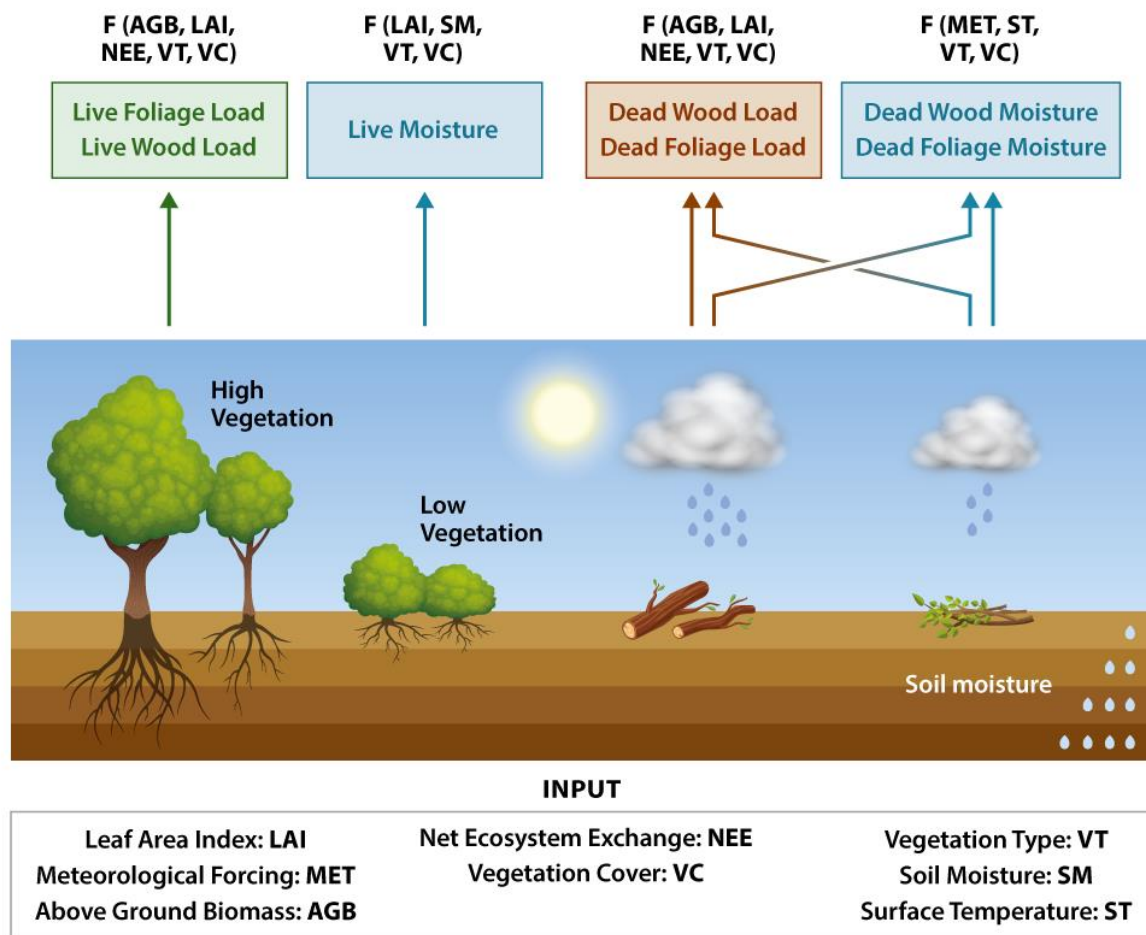 F (AGB, LAI,
NEE, VT, VC)
F (LAI, SM,
VT, VC)
F (AGB, LAI,
NEE, VT, VC)
F (MET, ST,
VT, VC)
Live Foliage Load
Live Wood Load
Live Moisture
Dead Wood Load
Dead Foliage Load
Dead Wood Moisture
Dead Foliage Moisture
High
Vegetation
Low
Vegetation
Soil moisture
INPUT
Leaf Area Index: LAI
Meteorological Forcing: MET
Above Ground Biomass: AGB
Net Ecosystem Exchange: NEE
Vegetation Cover: VC
Vegetation Type: VT
Soil Moisture: SM
Surface Temperature: ST